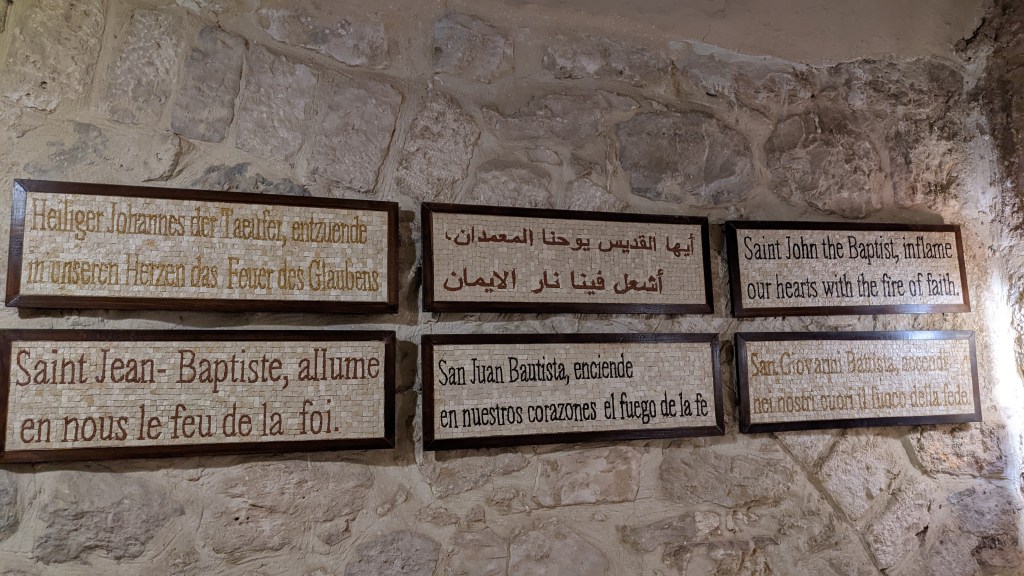 Heiliger Johannes der Taeufer, entzuende
in unseren Herzen das Feuer des Glaubens
أيها القديس يوحنا المعمدان،
أشعل فينا نار الايمان
Saint John the Baptist, inflame
our hearts with the fire of faith.
Saint Jean- Baptiste, allume
en nous le feu de la foi.
San Juan Bautista, enciende
en nuestros corazones el fuego de la fe
San Giovanni Battista, accendi
nei nostri cuori il fuoco della fede.